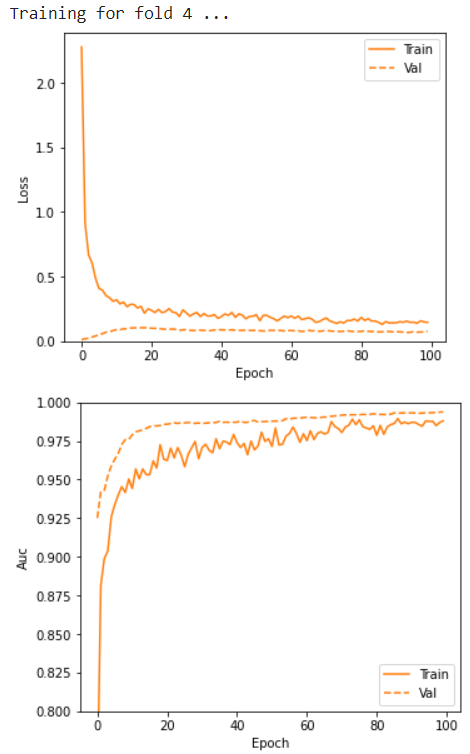 Training for fold 4 ...
Train
Val
2.0
1.5
1.0
0.5
0.0
Loss
0 20 40 60 80 100
Epoch
1.000
0.975
0.950
0.925
0.900
0.875
0.850
0.825
0.800
Auc
Train
Val
0 20 40 60 80 100
Epoch